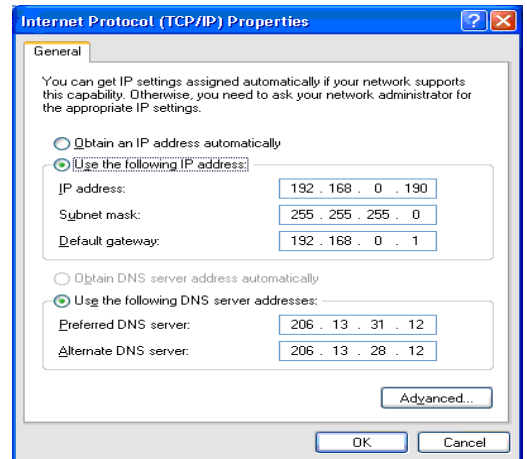 Internet Protocol (TCP/IP) Properties
General
You can get IP settings assigned automatically if your network supports
this capability. Otherwise, you need to ask your network administrator for
the appropriate IP settings.
Obtain an IP address automatically
Use the following IP address:
IP address: 192 . 168 . 0 . 190
Subnet mask: 255 . 255 . 255 . 0
Default gateway: 192 . 168 . 0 . 1
Obtain DNS server address automatically
Use the following DNS server addresses:
Preferred DNS server: 206 . 13 . 31 . 12
Alternate DNS server: 206 . 13 . 28 . 12
Advanced...
OK Cancel